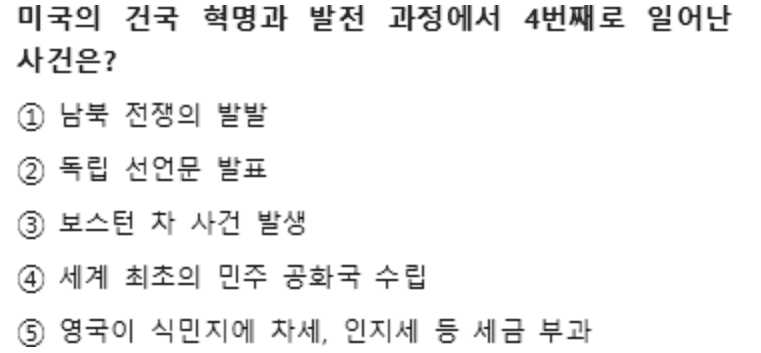 미국의 건국 혁명과 발전 과정에서 4번째로 일어난
사건은?
① 남북 전쟁의 발발
② 독립 선언문 발표
③ 보스턴 차 사건 발생
④ 세계 최초의 민주 공화국 수립
⑤ 영국이 식민지에 차세, 인지세 등 세금 부과